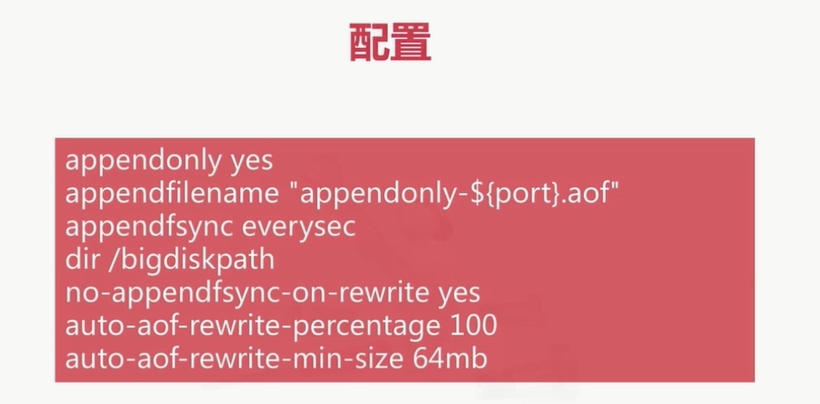 配置
appendonly yes
appendfilename "appendonly-${port}.aof"
appendfsync everysec
dir /bigdiskpath
no-appendfsync-on-rewrite yes
auto-aof-rewrite-percentage 100
auto-aof-rewrite-min-size 64mb